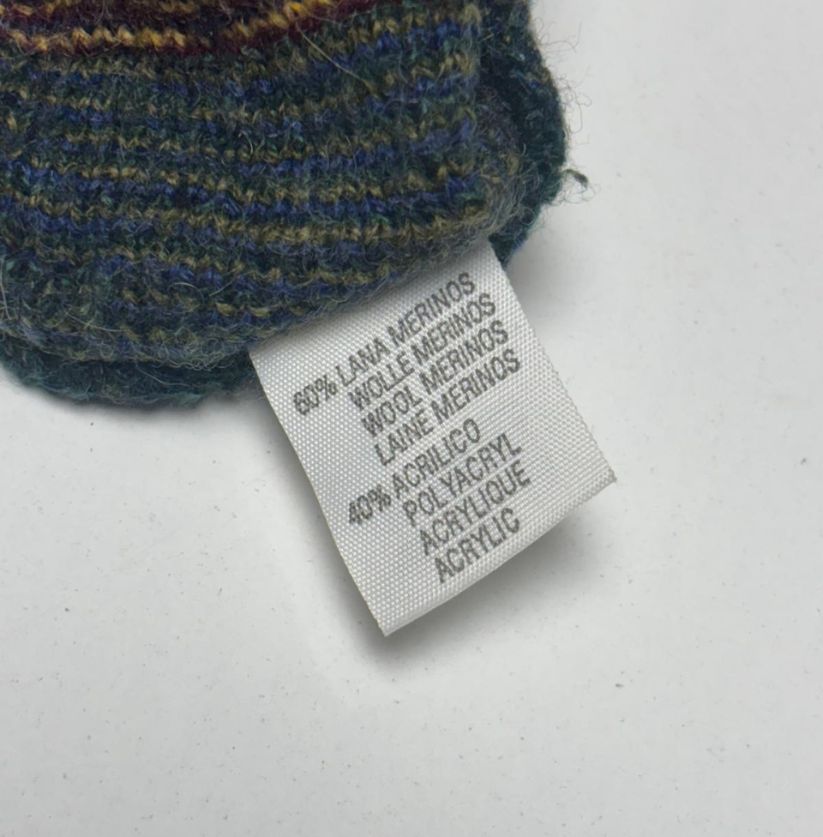 60% LANA MERINOS
WOLLE MERINOS
WOOL MERINOS
LAINE MERINOS
40% ACRILICO
POLYACRYL
ACRYLIQUE
ACRYLIC